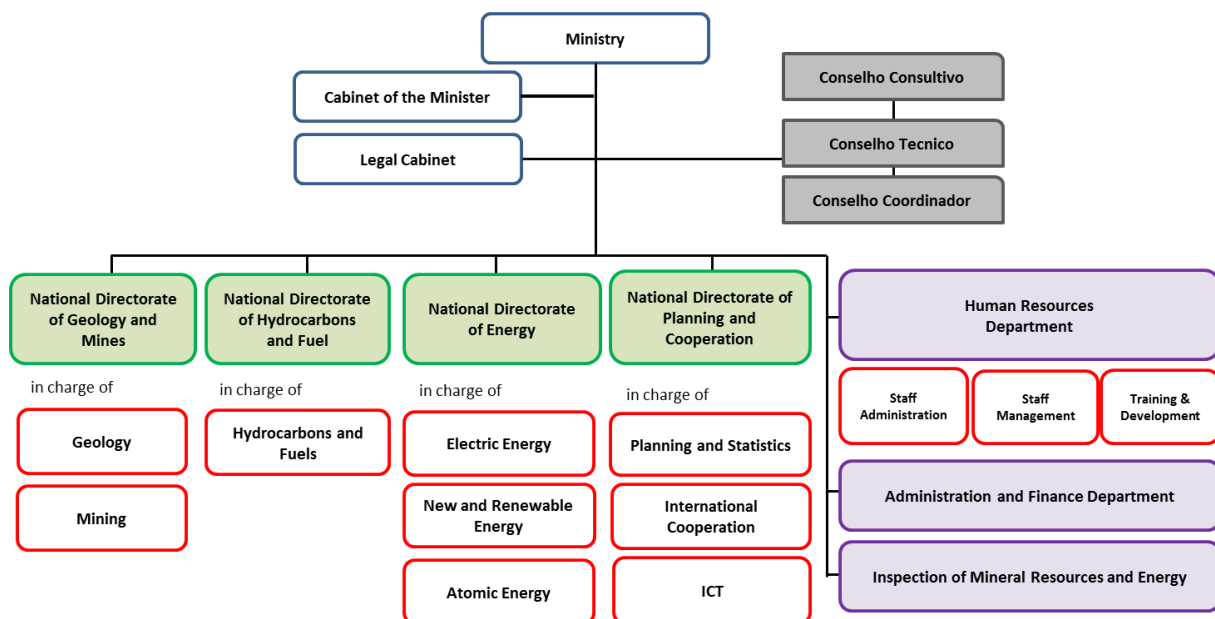 Ministry
Cabinet of the Minister
Conselho Consultivo
Legal Cabinet
Conselho Tecnico
Conselho Coordinador
National Directorate
of Geology and
Mines
National Directorate
of Hydrocarbons
and Fuel
National Directorate
of Energy
National Directorate of
Planning and
Cooperation
Human Resources
Department
in charge of
in charge of
in charge of
in charge of
Staff
Administration
Staff
Management
Training &
Development
Geology
Hydrocarbons and
Fuels
Electric Energy
Planning and Statistics
Mining
New and Renewable
Energy
International
Cooperation
Administration and Finance Department
Atomic Energy
ICT
Inspection of Mineral Resources and Energy